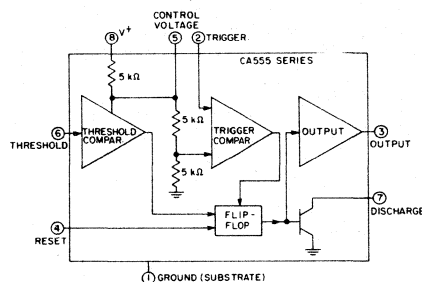 CONTROL
VOLTAGE
8 V+
5
2 TRIGGER
CA555 SERIES
5 kΩ
6
THRESHOLD
THRESHOLD
COMPAR.
5 kΩ
TRIGGER
COMPAR.
OUTPUT
3
OUTPUT
5 kΩ
7
DISCHARGE
4
RESET
FLIP-
FLOP
1 GROUND (SUBSTRATE)